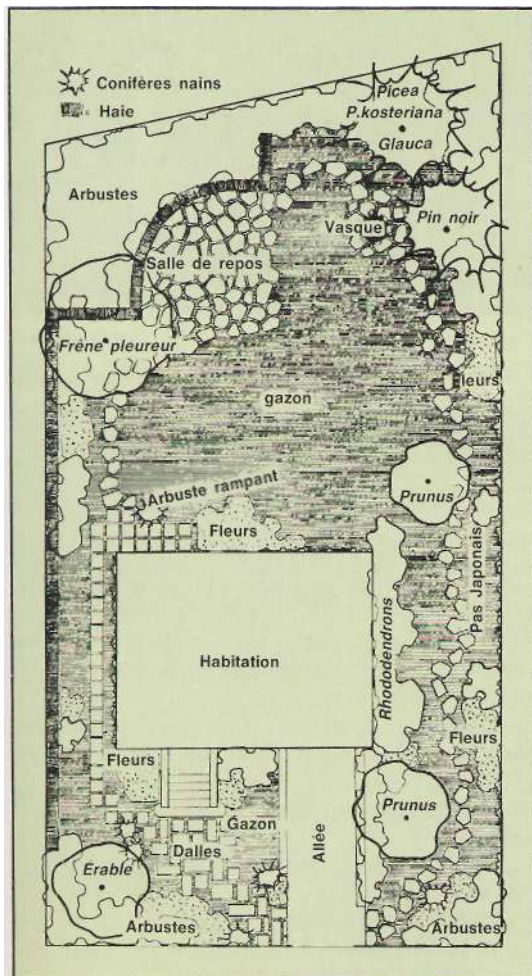 Conifères nains
Haie
Picea
P.kosteriana
Glauca
Arbustes
Pin noir
Vasque
Salle de repos
Frêne pleureur
leurs
gazon
Arbuste rampant
Prunus
Fleurs
Pas Japonais
Habitation
Rhododendrons
Fleurs
Fleurs
Prunus
Gazon
Dalles
Allée
Erable
Arbustes
Arbustes